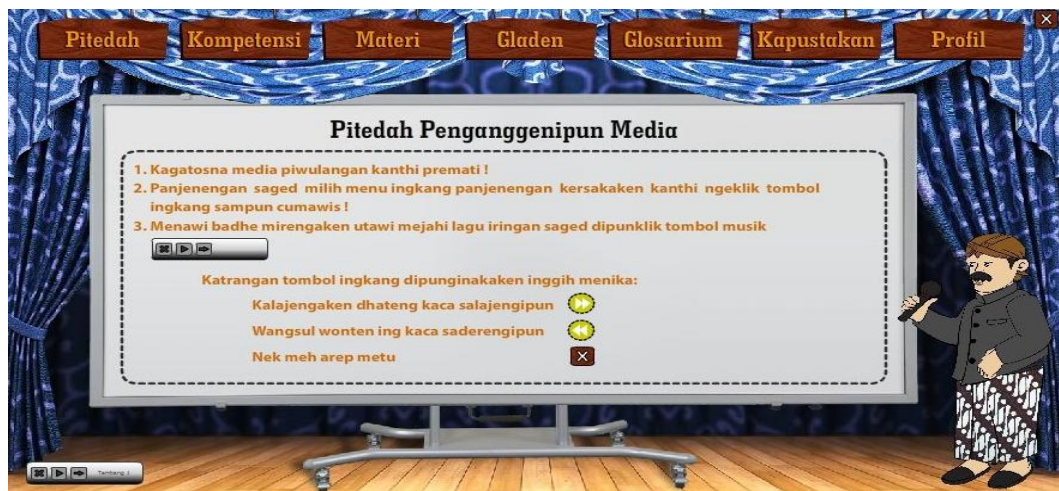 Pitedah Kompetensi Materi Gladen Glosarium Kapustakan Profil
Pitedah Penganggenipun Media
1. Kagatosna media piwulangan kanthi premati !
2. Panjenengan saged milih menu ingkang panjenengan kersakaken kanthi ngeklik tombol
ingkang sampun cumawis !
3. Menawi badhe mirengaken utawi mejahi lagu iringan saged dipunklik tombol musik
Katrangan tombol ingkang dipunginakaken inggih menika:
Kalajengaken dhateng kaca salajengipun
Wangsul wonten ing kaca saderengipun
Nek meh arep metu